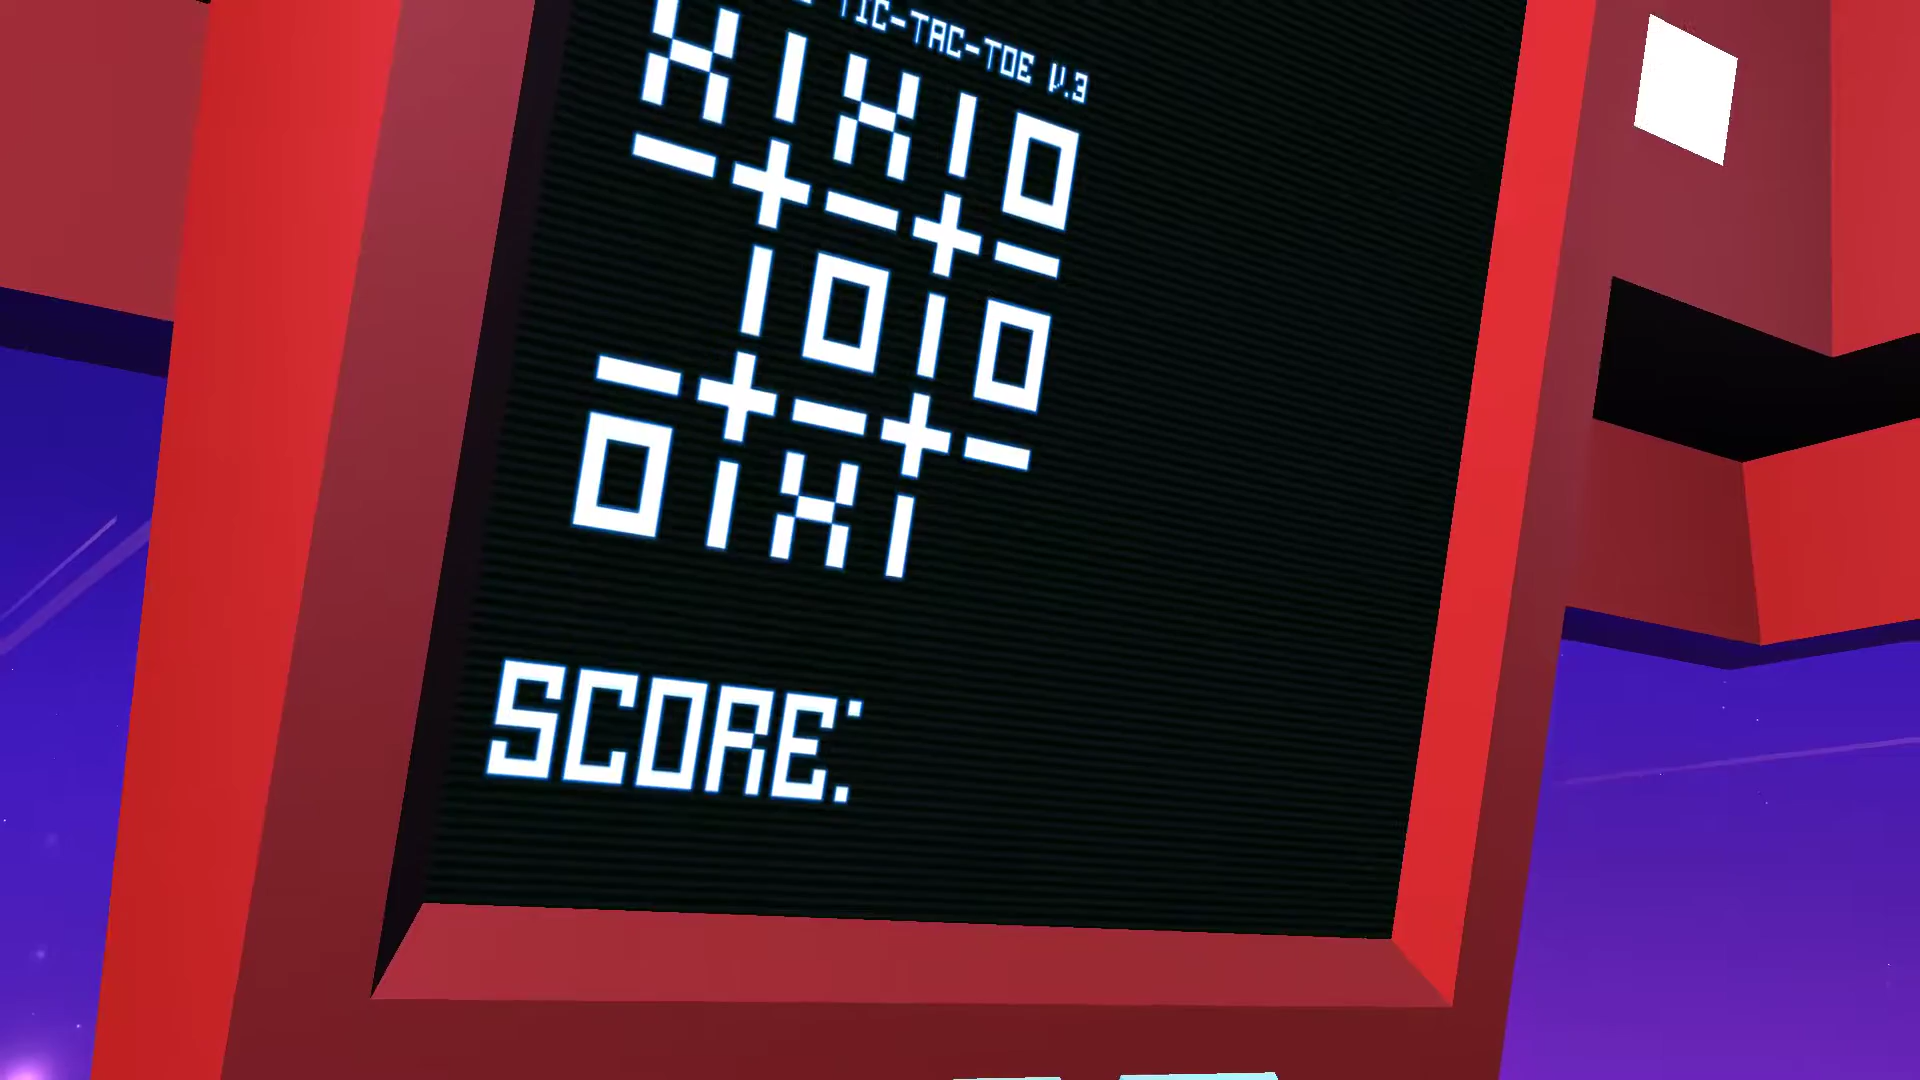 TIC-TAC-TOE V.3
X|X|O
-+-+-
 |O|O
-+-+-
O|X|
SCORE: